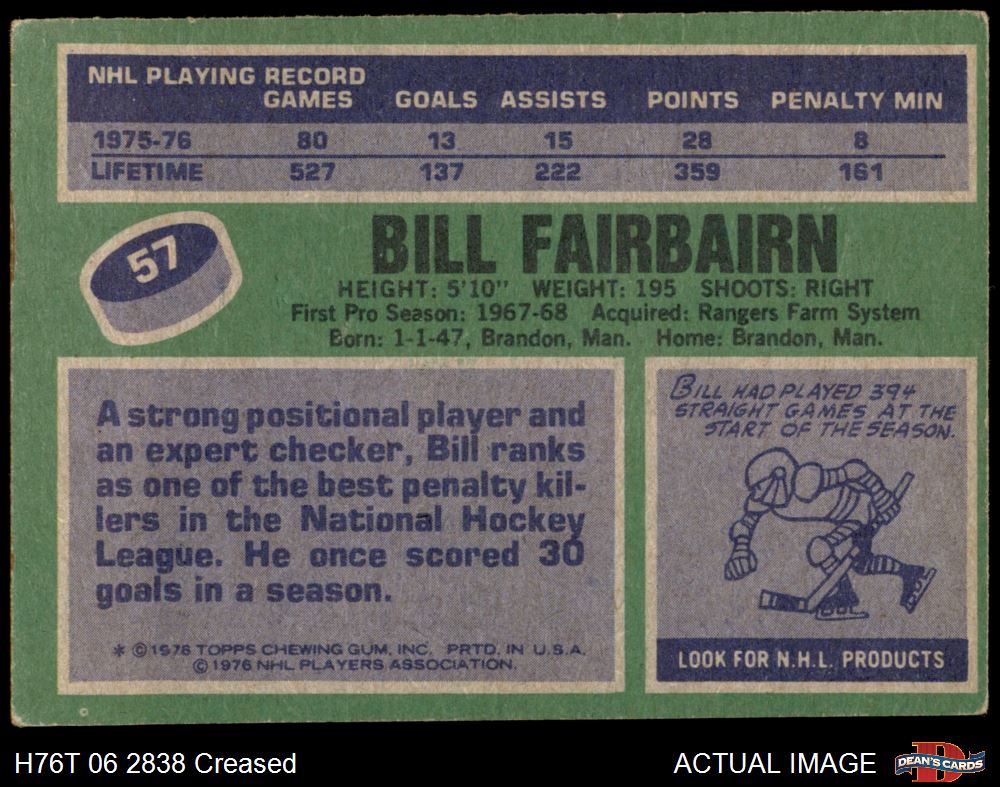 NHL PLAYING RECORD
GAMES GOALS ASSISTS POINTS PENALTY MIN
1975-76 80 13 15 28 8
LIFETIME 527 137 222 359 161
57
BILL FAIRBAIRN
HEIGHT: 5'10" WEIGHT: 195 SHOOTS: RIGHT
First Pro Season: 1967-68 Acquired: Rangers Farm System
Born: 1-1-47, Brandon, Man. Home: Brandon, Man.
A strong positional player and
an expert checker, Bill ranks
as one of the best penalty kil-
lers in the National Hockey
League. He once scored 30
goals in a season.
* © 1976 TOPPS CHEWING GUM, INC. PRTD. IN U.S.A.
© 1976 NHL PLAYERS ASSOCIATION.
BILL HAD PLAYED 394
STRAIGHT GAMES AT THE
START OF THE SEASON.
LOOK FOR N.H.L. PRODUCTS
H76T 06 2838 Creased
ACTUAL IMAGE
D
DEAN'S CARDS